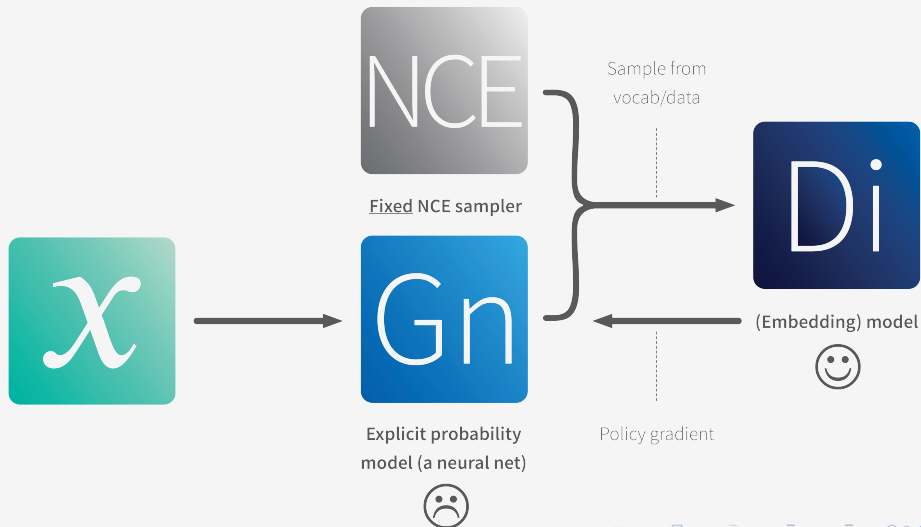 NCE
Sample from
vocab/data
Fixed NCE sampler
Di
x
Gn
(Embedding) model
Explicit probability
model (a neural net)
Policy gradient